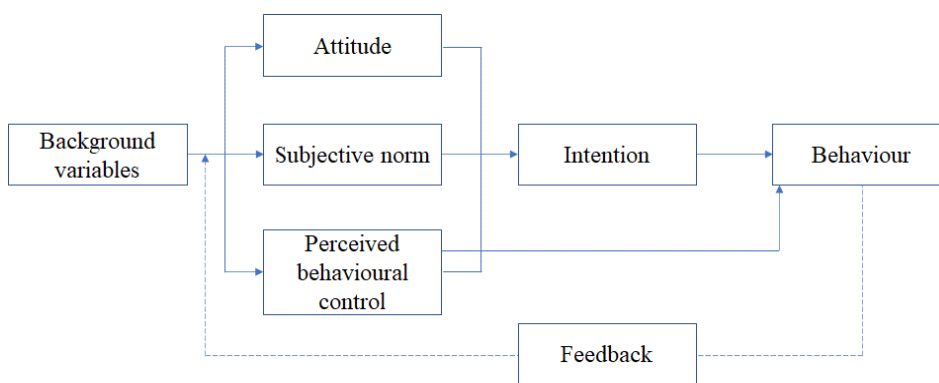 Attitude
Background
variables
Subjective norm
Intention
Behaviour
Perceived
behavioural
control
Feedback